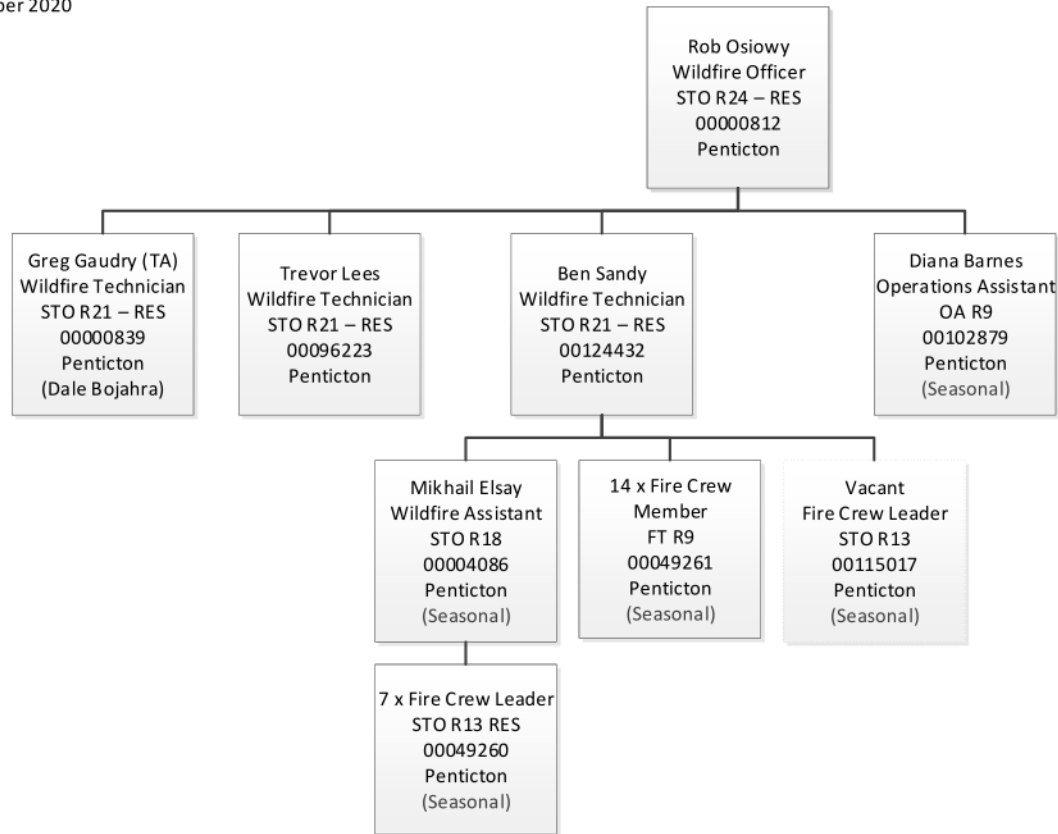 2020
Rob Osiowy
Wildfire Officer
STO R24 – RES
00000812
Penticton
Greg Gaudry (TA)
Wildfire Technician
STO R21 – RES
00000839
Penticton
(Dale Bojahra)
Trevor Lees
Wildfire Technician
STO R21 – RES
00096223
Penticton
Ben Sandy
Wildfire Technician
STO R21 – RES
00124432
Penticton
Diana Barnes
Operations Assistant
OA R9
00102879
Penticton
(Seasonal)
Mikhail Elsay
Wildfire Assistant
STO R18
00004086
Penticton
(Seasonal)
14 x Fire Crew
Member
FT R9
00049261
Penticton
(Seasonal)
Vacant
Fire Crew Leader
STO R13
00115017
Penticton
(Seasonal)
7 x Fire Crew Leader
STO R13 RES
00049260
Penticton
(Seasonal)